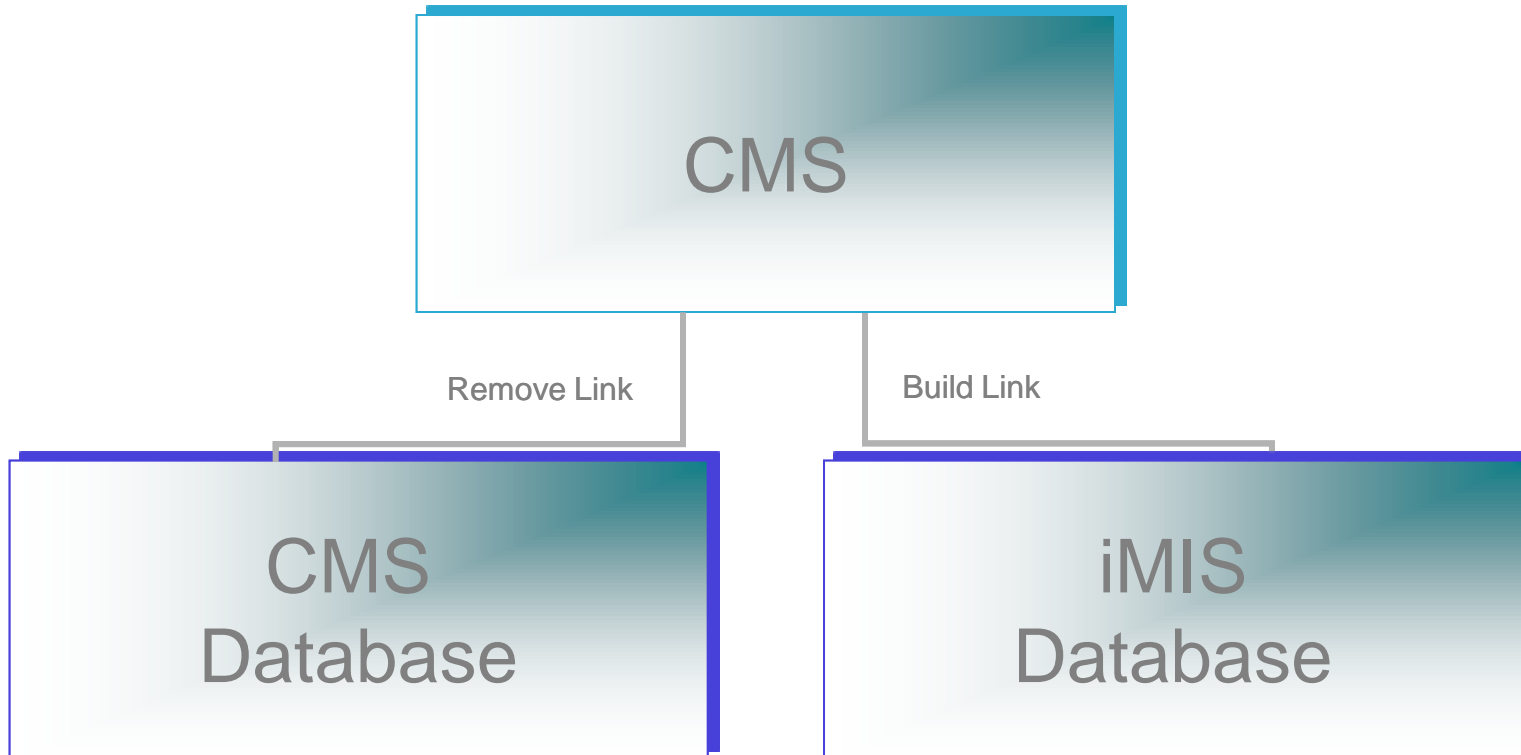 CMS
Remove Link
Build Link
CMS
Database
iMIS
Database